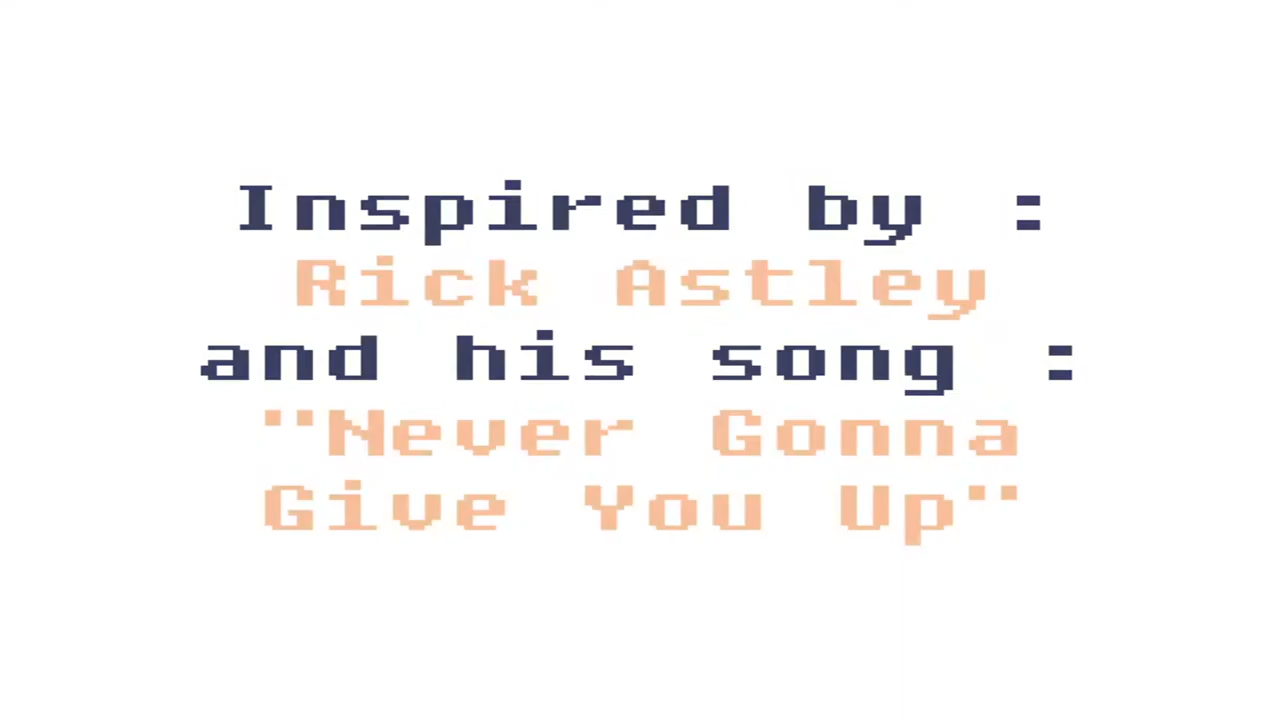 Inspired by :
Rick Astley
and his song :
"Never Gonna
Give You Up"